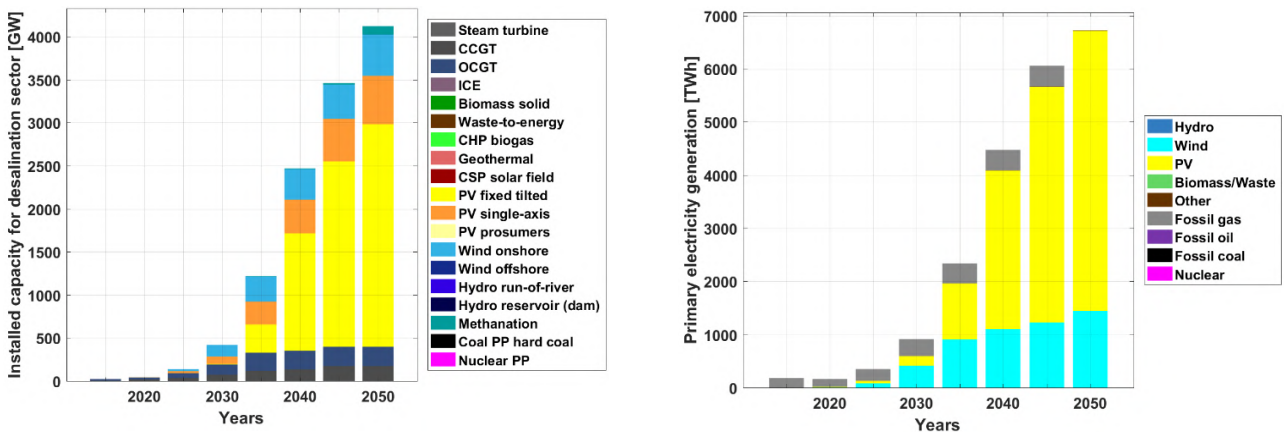 Installed capacity for desalination sector [GW]
4000
3500
3000
2500
2000
1500
1000
500
0
2020
2030
2040
2050
Years
Steam turbine
CCGT
OCGT
ICE
Biomass solid
Waste-to-energy
CHP biogas
Geothermal
CSP solar field
PV fixed tilted
PV single-axis
PV prosumers
Wind onshore
Wind offshore
Hydro run-of-river
Hydro reservoir (dam)
Methanation
Coal PP hard coal
Nuclear PP
Primary electricity generation [TWh]
7000
6000
5000
4000
3000
2000
1000
0
2020
2030
2040
2050
Years
Hydro
Wind
PV
Biomass/Waste
Other
Fossil gas
Fossil oil
Fossil coal
Nuclear